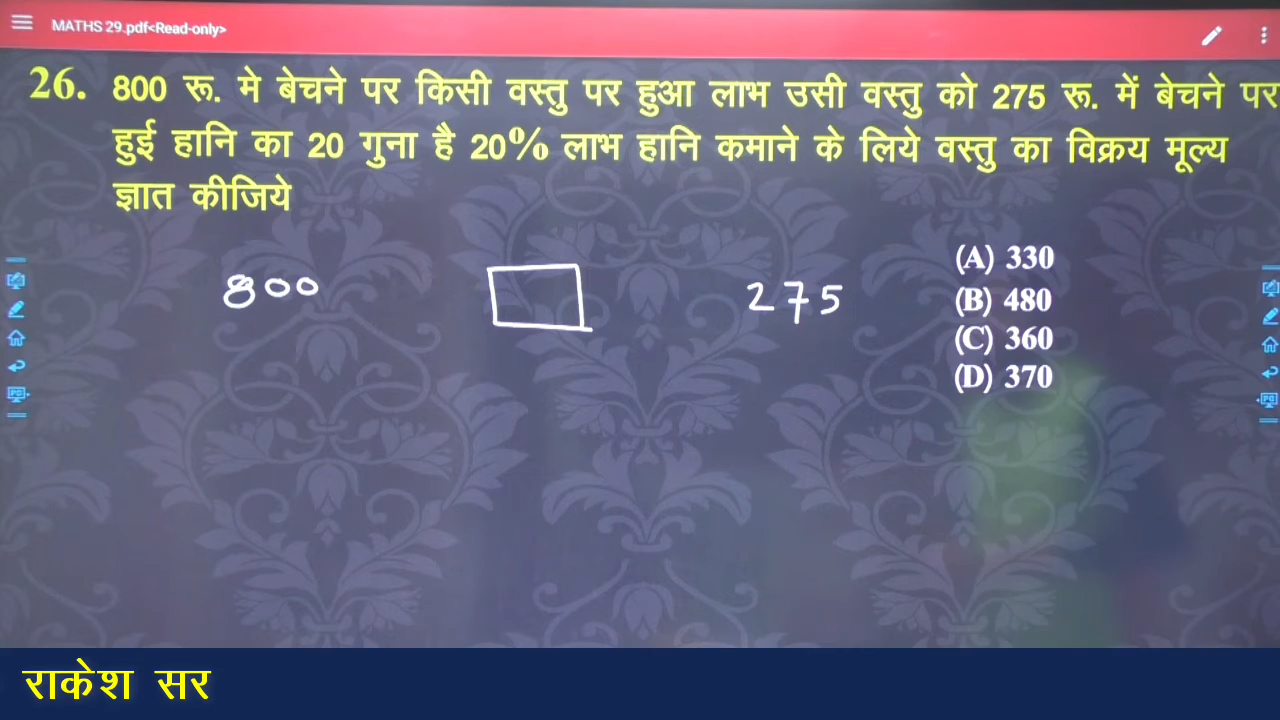 MATHS 29.pdf<Read-only>
26. 800 रू. मे बेचने पर किसी वस्तु पर हुआ लाभ उसी वस्तु को 275 रू. में बेचने पर
हुई हानि का 20 गुना है 20% लाभ हानि कमाने के लिये वस्तु का विक्रय मूल्य
ज्ञात कीजिये
800 275
(A) 330
(B) 480
(C) 360
(D) 370
राकेश सर